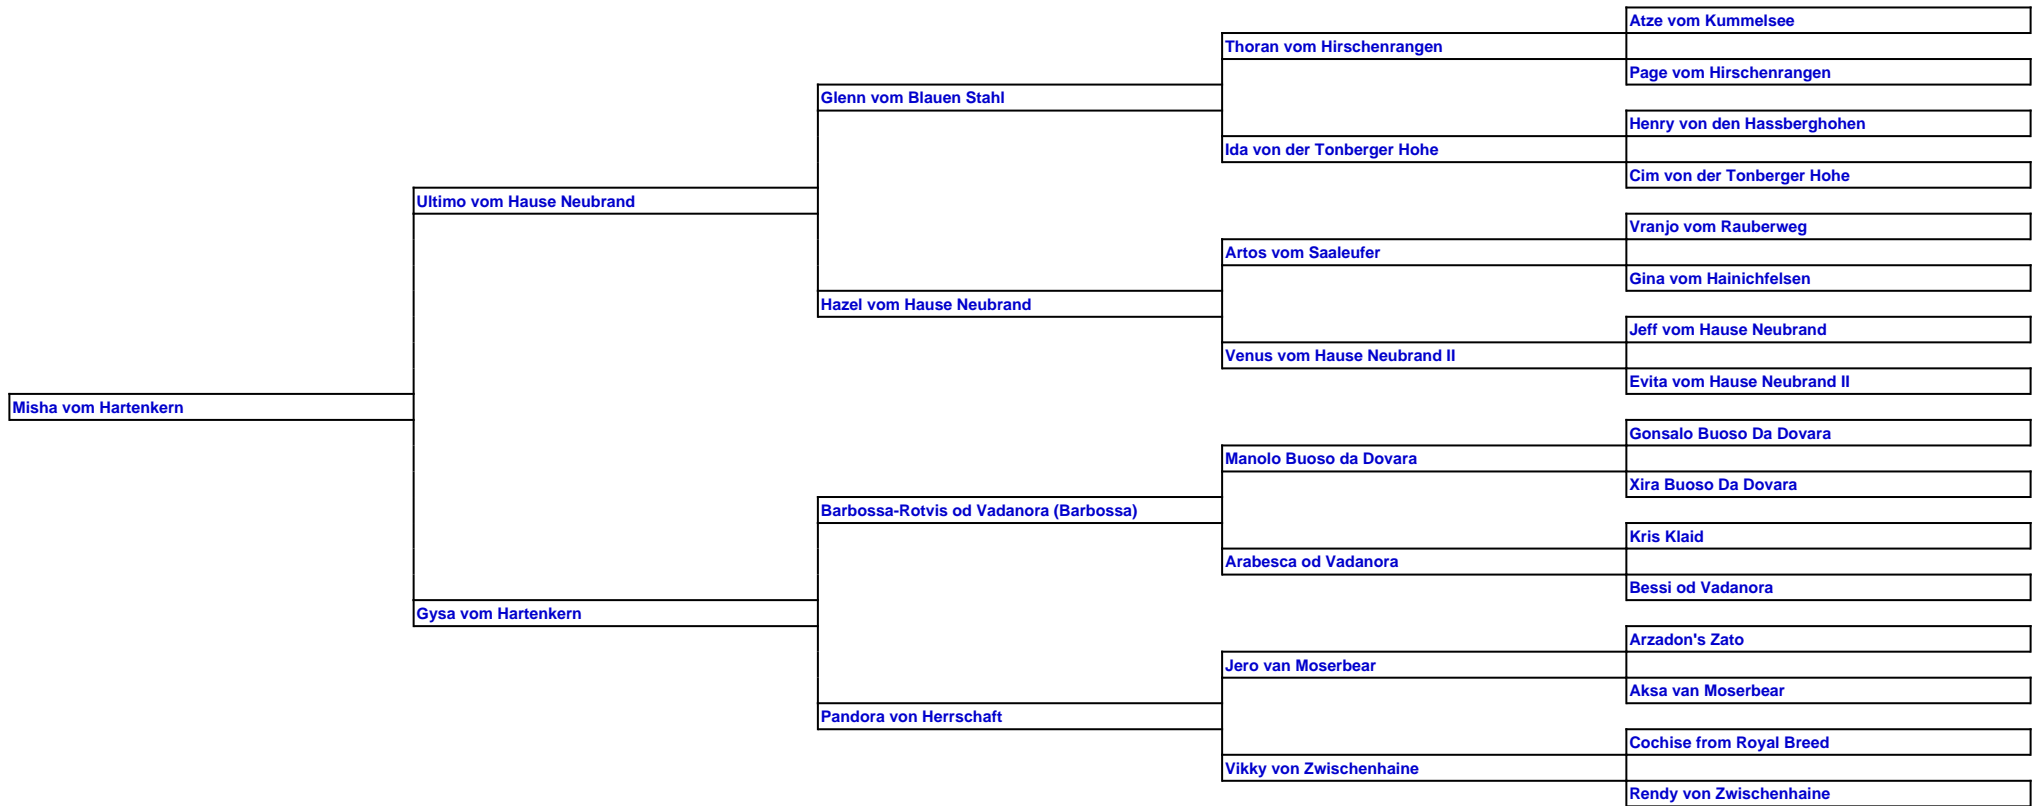 Atze vom Kummelsee
Thoran vom Hirschenrangen
Page vom Hirschenrangen
Glenn vom Blauen Stahl
Henry von den Hassberghohen
Ida von der Tonberger Hohe
Cim von der Tonberger Hohe
Ultimo vom Hause Neubrand
Vranjo vom Rauberweg
Artos vom Saaleufer
Gina vom Hainichfelsen
Hazel vom Hause Neubrand
Jeff vom Hause Neubrand
Venus vom Hause Neubrand II
Evita vom Hause Neubrand II
Misha vom Hartenkern
Gonsalo Buoso Da Dovara
Manolo Buoso da Dovara
Xira Buoso Da Dovara
Barbossa-Rotvis od Vadanora (Barbossa)
Kris Klaid
Arabesca od Vadanora
Bessi od Vadanora
Gysa vom Hartenkern
Arzadon's Zato
Jero van Moserbear
Aksa van Moserbear
Pandora von Herrschaft
Cochise from Royal Breed
Vikky von Zwischenhaine
Rendy von Zwischenhaine